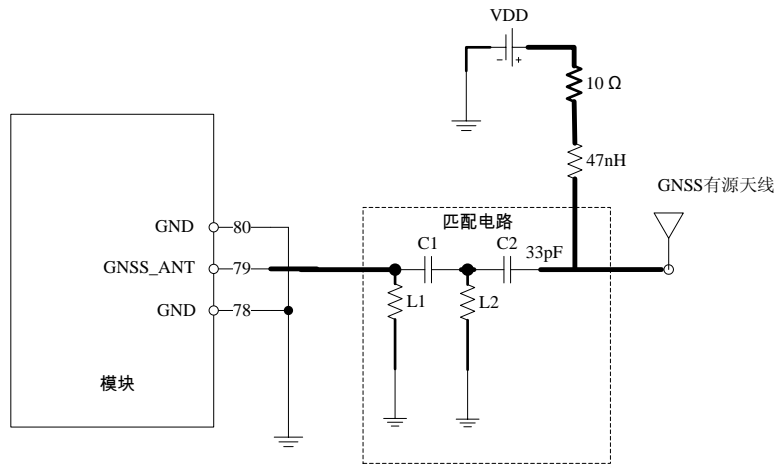 VDD
- +
10 Ω
47nH
GNSS有源天线
匹配电路
GND
80
C1
C2
33pF
GNSS_ANT
79
L1
L2
GND
78
模块